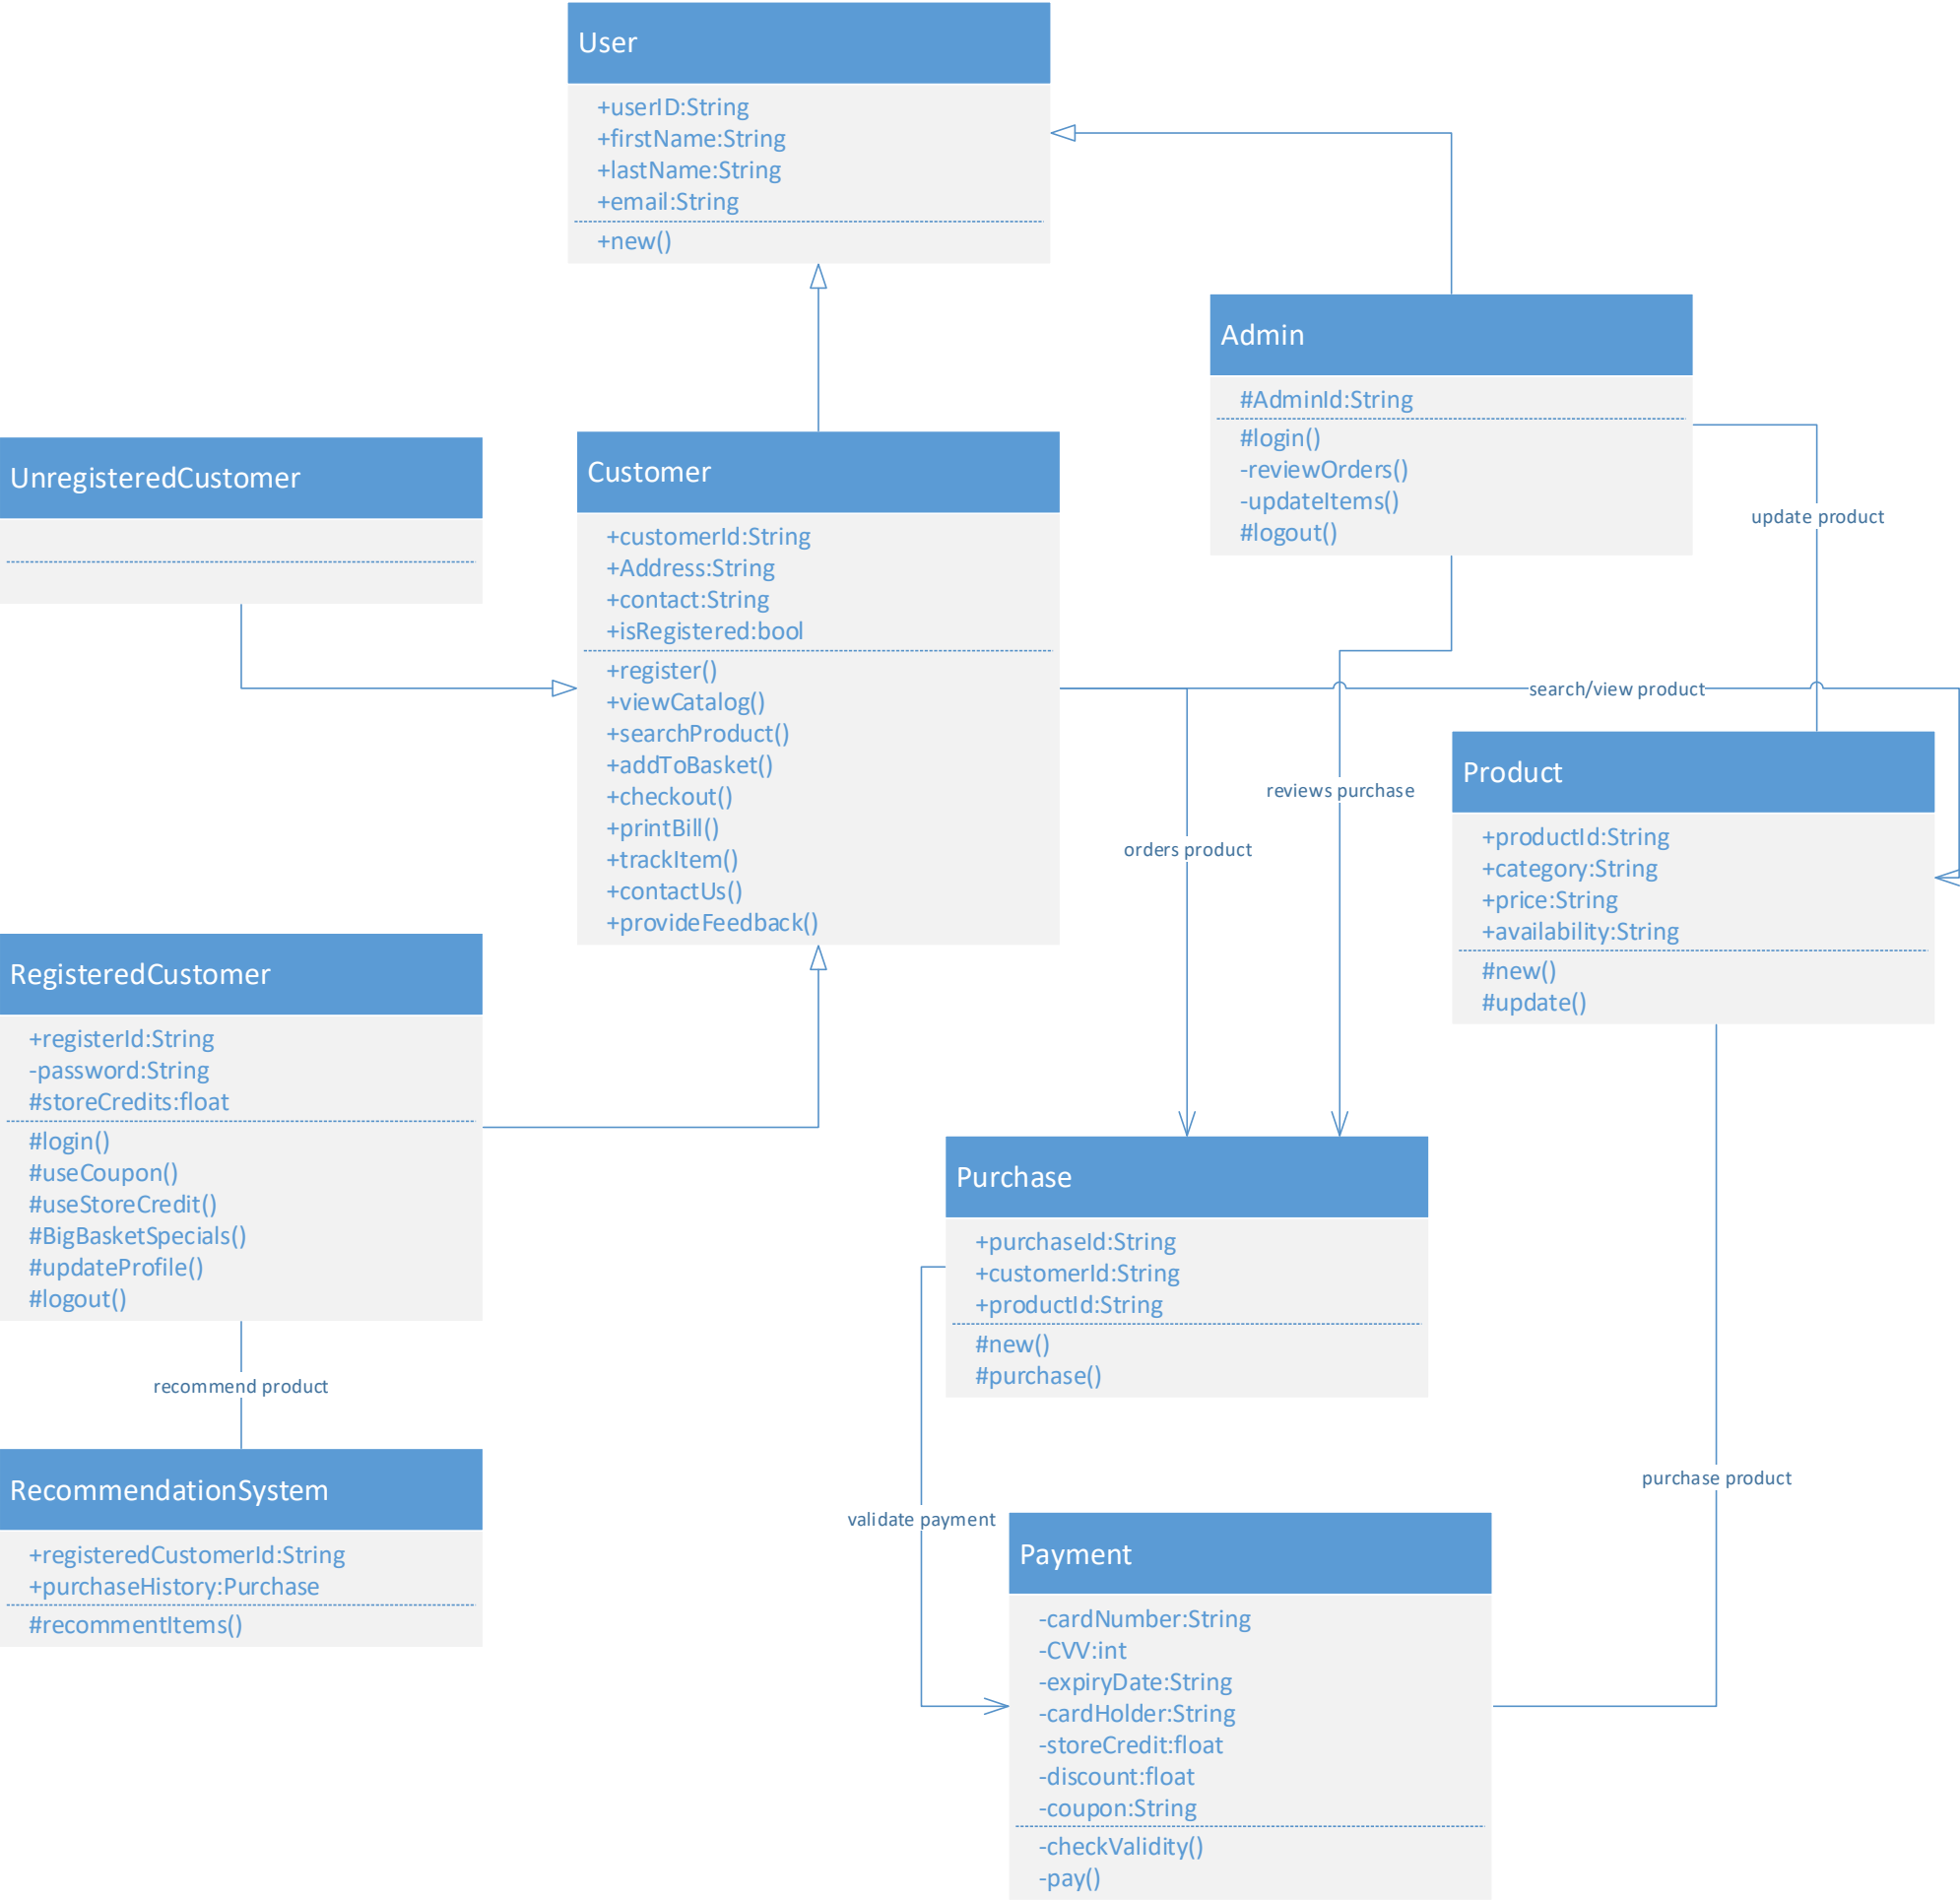 User
+userID:String
+firstName:String
+lastName:String
+email:String
+new()
Admin
#AdminId:String
#login()
-reviewOrders()
-updateItems()
#logout()
update product
UnregisteredCustomer
Customer
+customerId:String
+Address:String
+contact:String
+isRegistered:bool
+register()
+viewCatalog()
+searchProduct()
+addToBasket()
+checkout()
+printBill()
+trackItem()
+contactUs()
+provideFeedback()
search/view product
reviews purchase
orders product
Product
+productId:String
+category:String
+price:String
+availability:String
#new()
#update()
RegisteredCustomer
+registerId:String
-password:String
#storeCredits:float
#login()
#useCoupon()
#useStoreCredit()
#BigBasketSpecials()
#updateProfile()
#logout()
recommend product
Purchase
+purchaseId:String
+customerId:String
+productId:String
#new()
#purchase()
RecommendationSystem
+registeredCustomerId:String
+purchaseHistory:Purchase
#recommentItems()
validate payment
purchase product
Payment
-cardNumber:String
-CVV:int
-expiryDate:String
-cardHolder:String
-storeCredit:float
-discount:float
-coupon:String
-checkValidity()
-pay()